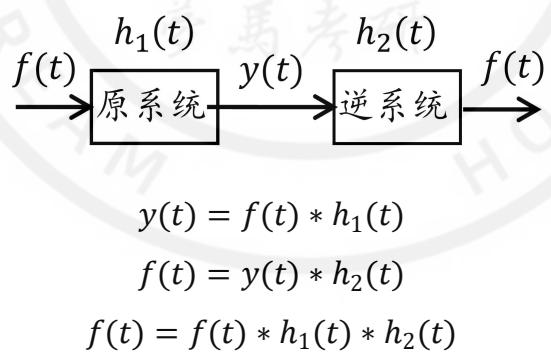 h₁(t) h₂(t)
f(t) 原系统 y(t) 逆系统 f(t)
y(t) = f(t) * h₁(t)
f(t) = y(t) * h₂(t)
f(t) = f(t) * h₁(t) * h₂(t)